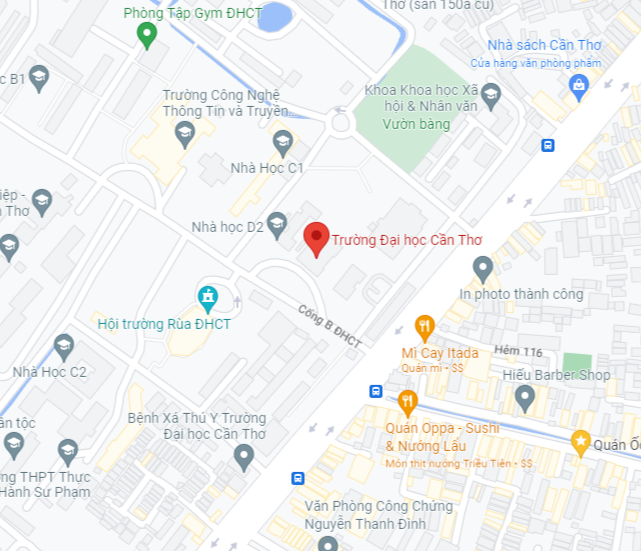 Thơ (sân 150a cũ)
Phòng Tập Gym ĐHCT
Nhà sách Cần Thơ
Cửa hàng văn phòng phẩm
B1
Khoa Khoa học Xã
hội & Nhân văn
Vườn bàng
Trường Công Nghệ
Thông Tin và Truyền...
Nhà Học C1
Thơ
Nhà học D2
Trường Đại học Cần Thơ
In photo thành công
Hội trường Rùa ĐHCT
Cổng B ĐHCT
Mì Cay Itada
Quán mì • $$
Hẻm 116
Nhà Học C2
Hiếu Barber Shop
Bệnh Xá Thú Y Trường
Đại học Cần Thơ
Quán Oppa - Sushi
& Nướng Lẩu
Món thịt nướng Triều Tiên • $$
Quán Ố
tộc
THPT Thực
Hành Sư Phạm
Văn Phòng Công Chứng
Nguyễn Thanh Đình